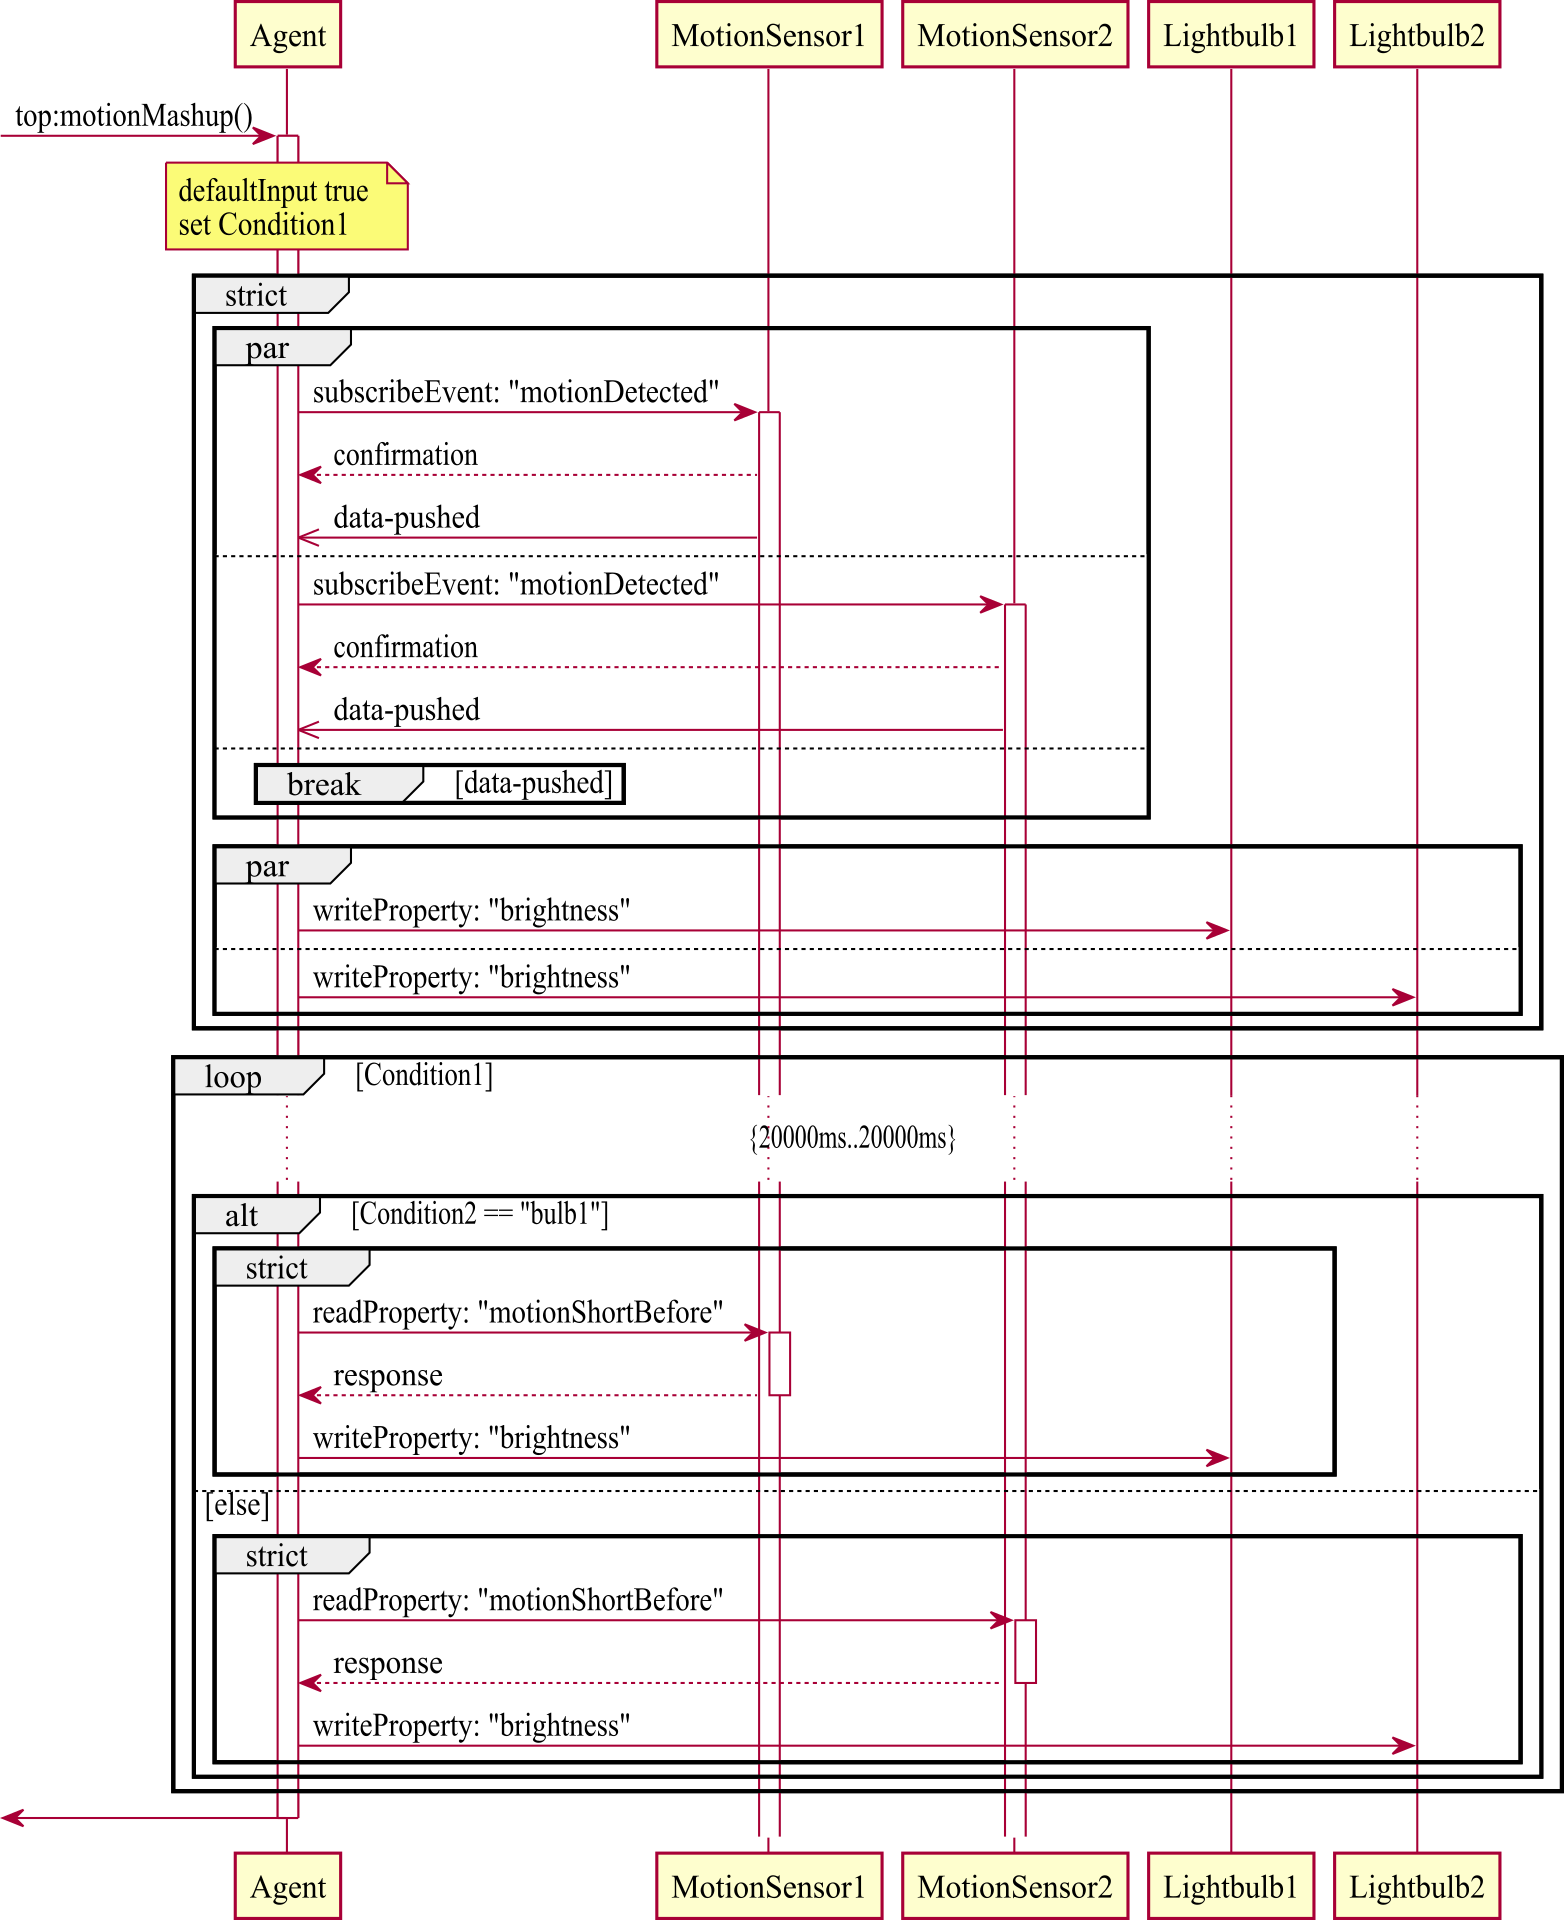 Agent
MotionSensor1
MotionSensor2
Lightbulb1
Lightbulb2
top:motionMashup()
defaultInput true
set Condition1
strict
par
subscribeEvent: "motionDetected"
confirmation
data-pushed
subscribeEvent: "motionDetected"
confirmation
data-pushed
break
[data-pushed]
par
writeProperty: "brightness"
writeProperty: "brightness"
loop
[Condition1]
{20000ms..20000ms}
alt
[Condition2 == "bulb1"]
strict
readProperty: "motionShortBefore"
response
writeProperty: "brightness"
[else]
strict
readProperty: "motionShortBefore"
response
writeProperty: "brightness"
Agent
MotionSensor1
MotionSensor2
Lightbulb1
Lightbulb2